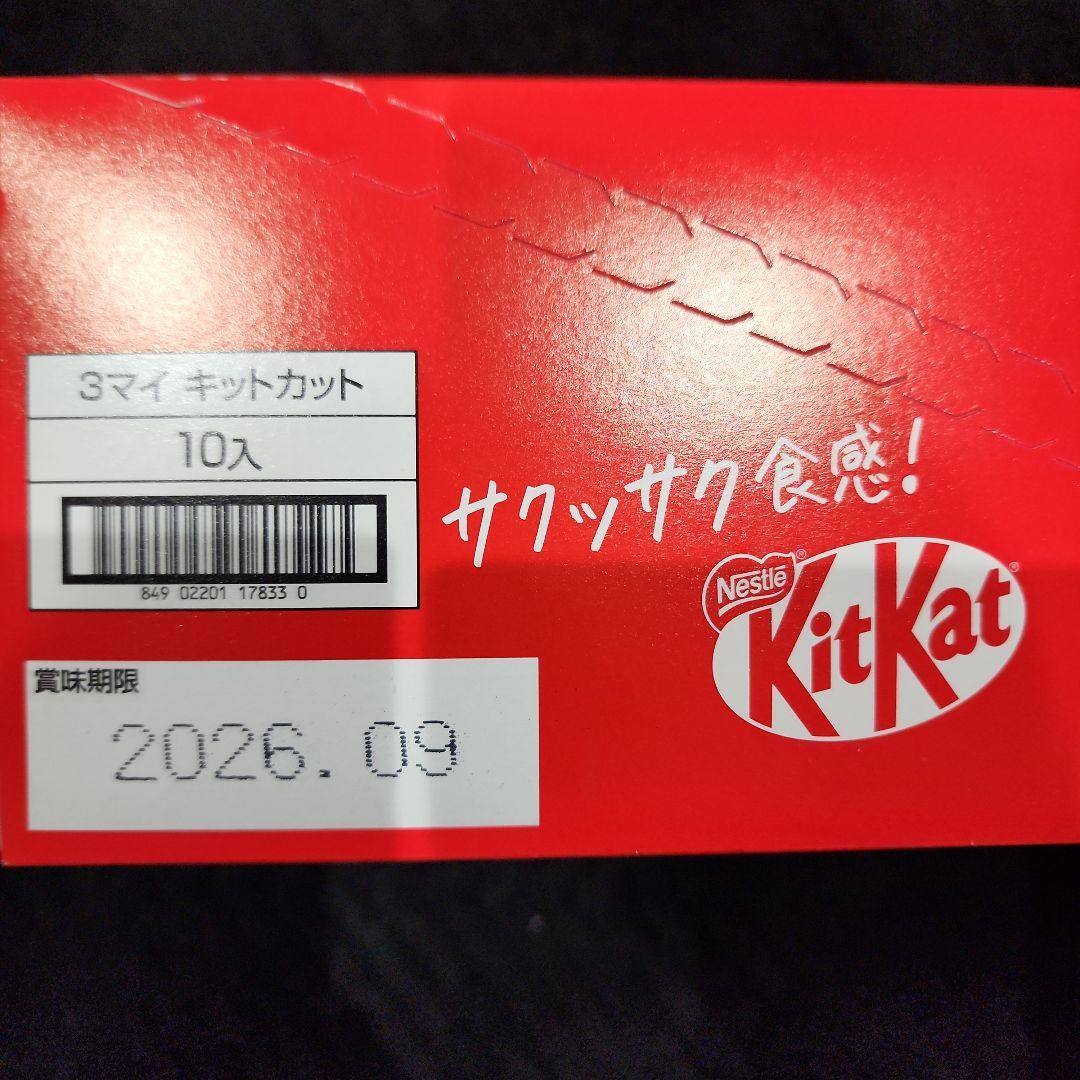 3マイ キットカット
10入
849 02201 17833 0
サクッサク食感!
Nestlé®
KitKat®
賞味期限
2026.09